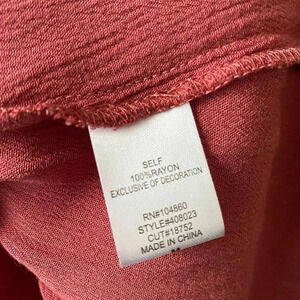 SELF
100%RAYON
EXCLUSIVE OF DECORATION
RN#104860
STYLE#408023
CUT#18752
MADE IN CHINA
M